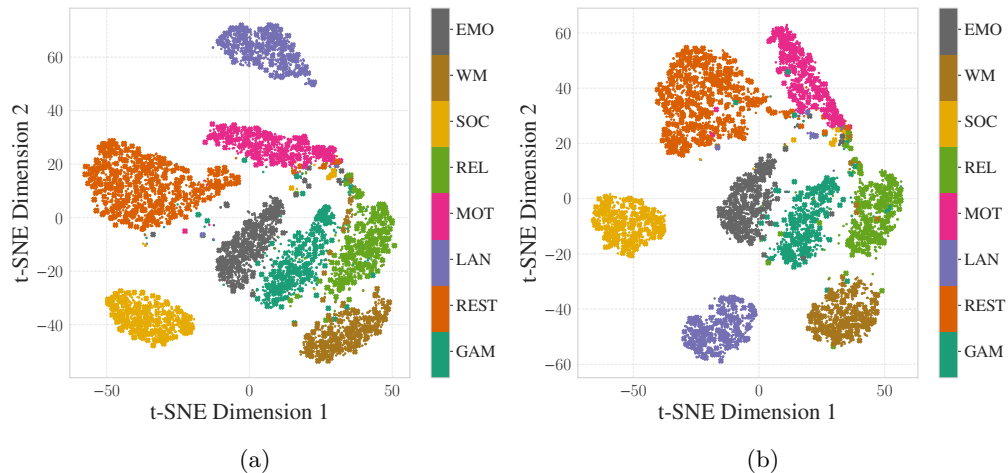 EMO
WM
SOC
REL
MOT
LAN
REST
GAM
60
40
20
0
−20
−40
−50
0
50
t-SNE Dimension 1
t-SNE Dimension 2
(a)
EMO
WM
SOC
REL
MOT
LAN
REST
GAM
60
40
20
0
−20
−40
−60
−50
0
50
t-SNE Dimension 1
t-SNE Dimension 2
(b)